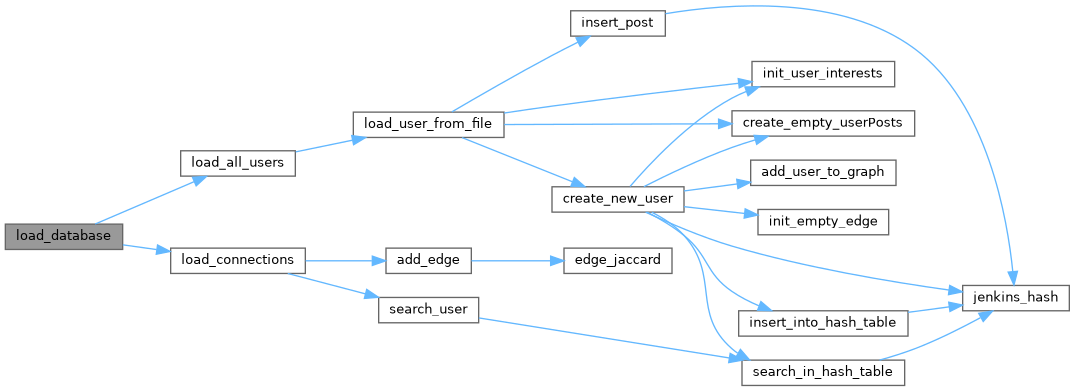 insert_post
init_user_interests
load_user_from_file
create_empty_userPosts
load_all_users
add_user_to_graph
create_new_user
init_empty_edge
load_database
load_connections
add_edge
edge_jaccard
jenkins_hash
search_user
insert_into_hash_table
search_in_hash_table